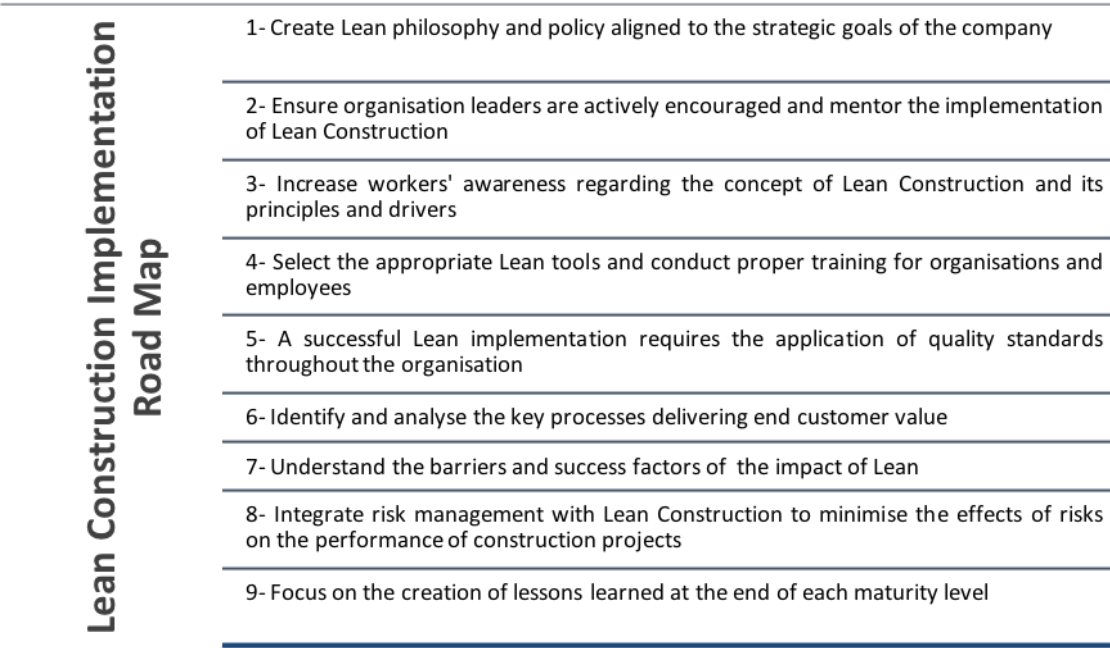 Lean Construction Implementation
Road Map
1- Create Lean philosophy and policy aligned to the strategic goals of the company
2- Ensure organisation leaders are actively encouraged and mentor the implementation
of Lean Construction
3- Increase workers' awareness regarding the concept of Lean Construction and its
principles and drivers
4- Select the appropriate Lean tools and conduct proper training for organisations and
employees
5- A successful Lean implementation requires the application of quality standards
throughout the organisation
6- Identify and analyse the key processes delivering end customer value
7- Understand the barriers and success factors of the impact of Lean
8- Integrate risk management with Lean Construction to minimise the effects of risks
on the performance of construction projects
9- Focus on the creation of lessons learned at the end of each maturity level